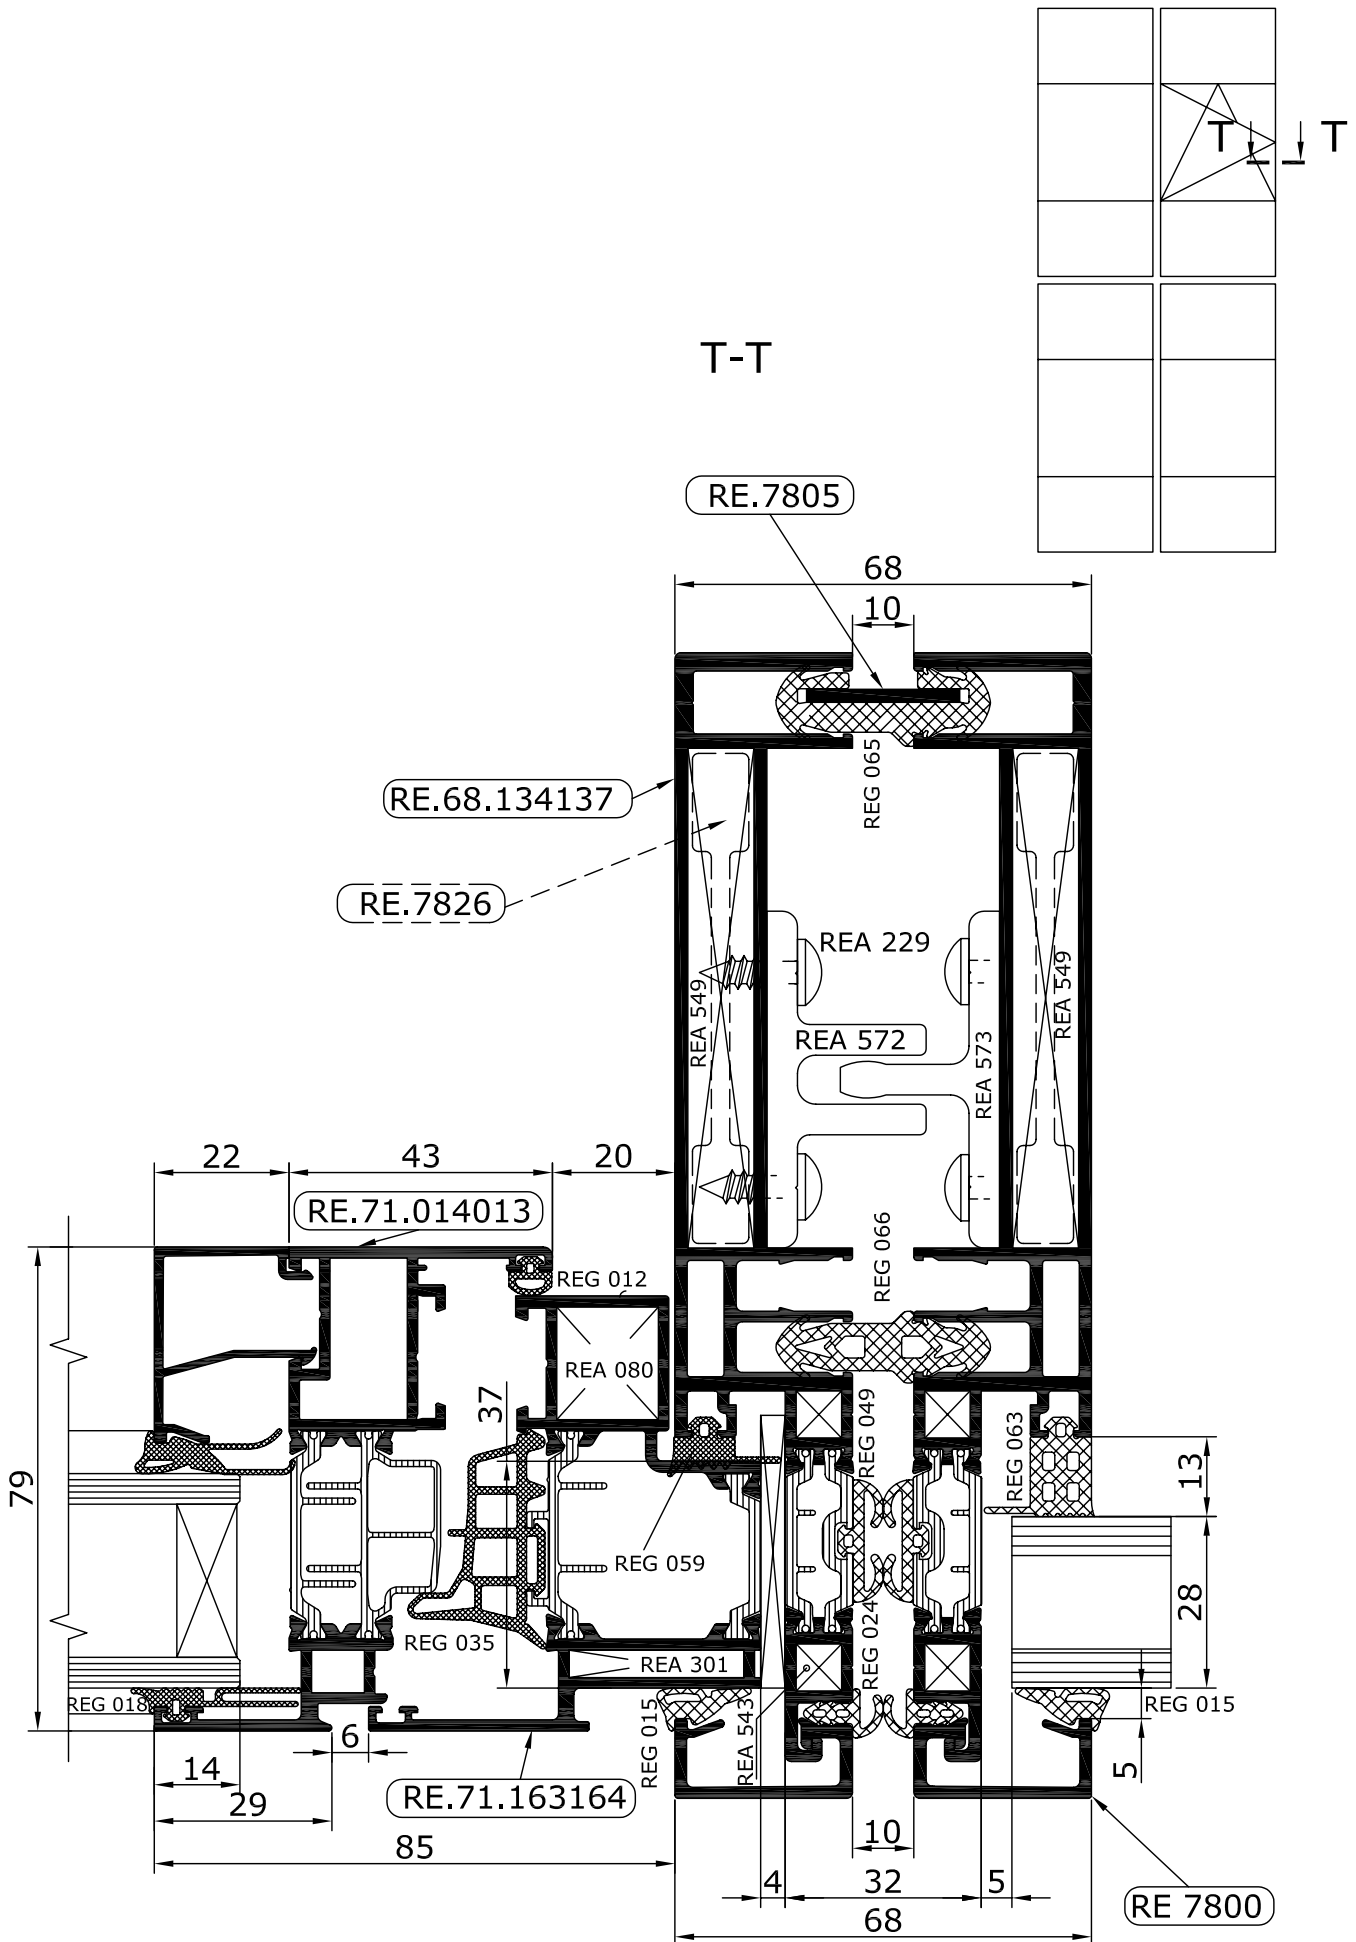 T T
T-T
RE.7805
68
10
REG 065
RE.68.134137
RE.7826
REA 229
REA 549
REA 549
REA 572
REA 573
22
43
20
RE.71.014013
REG 066
REG 012
REA 080
37
REG 049
REG 063
13
79
REG 059
28
REG 024
REG 035
REA 301
REG 018
REG 015
REA 543
REG 015
5
6
14
RE.71.163164
29
10
85
4
32
5
RE 7800
68